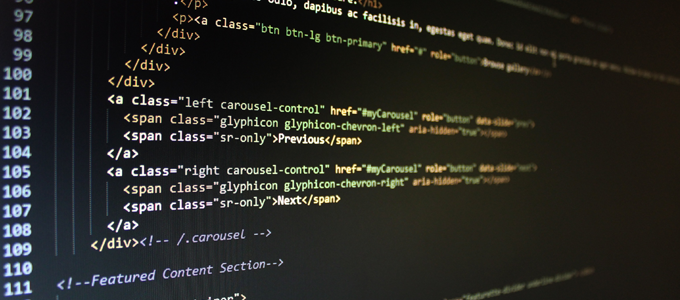 .</p>
dapibus ac facilisis in, egestas eget quam.
96 <p><a class="btn btn-lg btn-primary" href="#" role="button">Browse gallery
97 </div>
98 </div>
99 </div>
100 </div>
101 <a class="left carousel-control" href="#myCarousel" role="button" data-slide="prev">
102 <span class="glyphicon glyphicon-chevron-left" aria-hidden="true"></span>
103 <span class="sr-only">Previous</span>
104 </a>
105 <a class="right carousel-control" href="#myCarousel" role="button" data-slide="next">
106 <span class="glyphicon glyphicon-chevron-right" aria-hidden="true"></span>
107 <span class="sr-only">Next</span>
108 </a>
109 </div><!-- /.carousel -->
110
111 <!--Featured Content Section-->